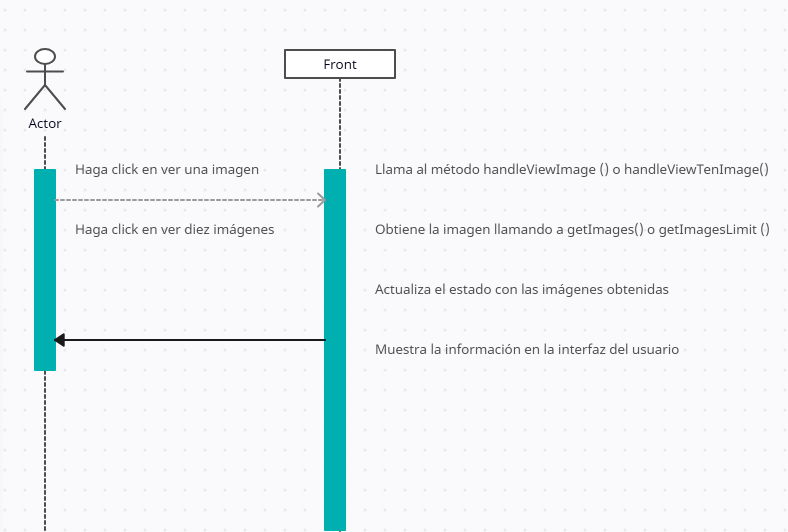 Front
Actor
Haga click en ver una imagen
Llama al método handleViewImage () o handleViewTenImage()
Haga click en ver diez imágenes
Obtiene la imagen llamando a getImages() o getImagesLimit ()
Actualiza el estado con las imágenes obtenidas
Muestra la información en la interfaz del usuario